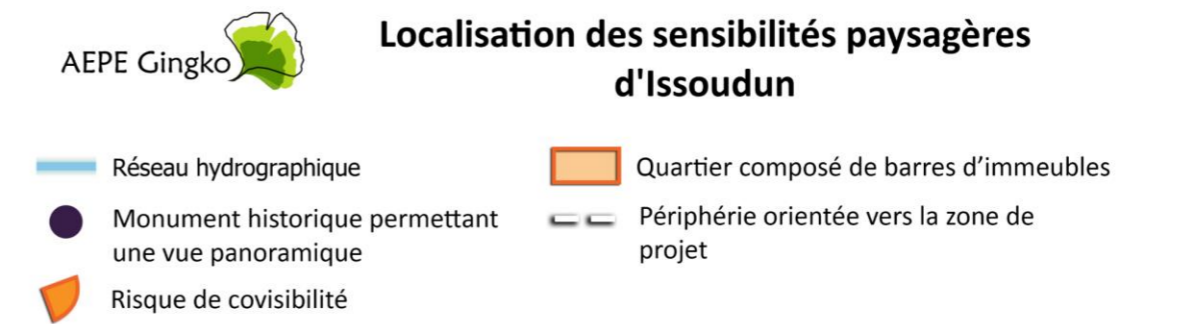 AEPE Gingko
Localisation des sensibilités paysagères
d'Issoudun
Réseau hydrographique
Monument historique permettant
une vue panoramique
Risque de covisibilité
Quartier composé de barres d’immeubles
Périphérie orientée vers la zone de
projet